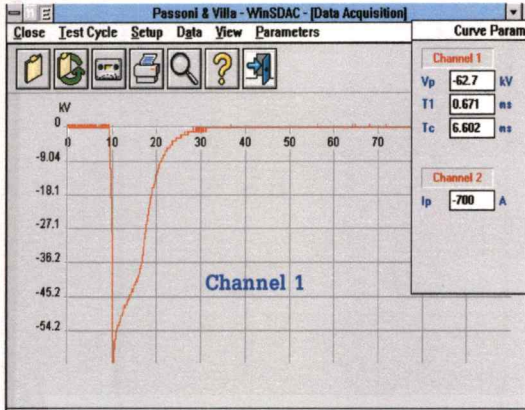 Passoni & Villa - WinSDAC - [Data Acquisition]
Close Test Cycle Setup Data View Parameters
Curve Param
Channel 1
Vp -62.7 kV
T1 0.671 ms
Tc 6.602 ms
Channel 2
Ip -700 A
kV
0
0 10 20 30 40 50 60 70
-9.04
-18.1
-27.1
-36.2
-45.2
-54.2
Channel 1